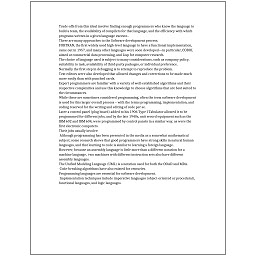 Trade-offs from this ideal involve finding enough programmers who know the language to
build a team, the availability of compilers for that language, and the efficiency with which
programs written in a given language execute.
There are many approaches to the Software development process.
FORTRAN, the first widely used high-level language to have a functional implementation,
came out in 1957, and many other languages were soon developed—in particular, COBOL
aimed at commercial data processing, and Lisp for computer research.
The choice of language used is subject to many considerations, such as company policy,
suitability to task, availability of third-party packages, or individual preference.
Normally the first step in debugging is to attempt to reproduce the problem.
Text editors were also developed that allowed changes and corrections to be made much
more easily than with punched cards.
Expert programmers are familiar with a variety of well-established algorithms and their
respective complexities and use this knowledge to choose algorithms that are best suited to
the circumstances.
While these are sometimes considered programming, often the term software development
is used for this larger overall process – with the terms programming, implementation, and
coding reserved for the writing and editing of code per se.
Later a control panel (plug board) added to his 1906 Type I Tabulator allowed it to be
programmed for different jobs, and by the late 1940s, unit record equipment such as the
IBM 602 and IBM 604, were programmed by control panels in a similar way, as were the
first electronic computers.
Their jobs usually involve:
Although programming has been presented in the media as a somewhat mathematical
subject, some research shows that good programmers have strong skills in natural human
languages, and that learning to code is similar to learning a foreign language.
However, because an assembly language is little more than a different notation for a
machine language, two machines with different instruction sets also have different
assembly languages.
The Unified Modeling Language (UML) is a notation used for both the OOAD and MDA.
Code-breaking algorithms have also existed for centuries.
Programming languages are essential for software development.
Implementation techniques include imperative languages (object-oriented or procedural),
functional languages, and logic languages.